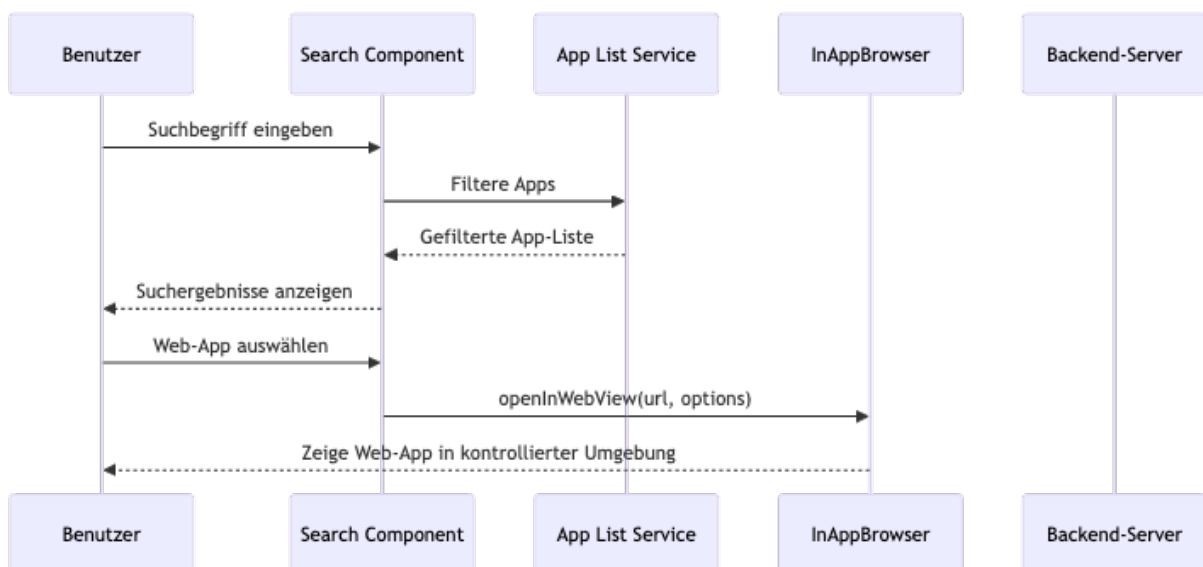 Benutzer
Search Component
App List Service
InAppBrowser
Backend-Server
Suchbegriff eingeben
Filtere Apps
Gefilterte App-Liste
Suchergebnisse anzeigen
Web-App auswählen
openInWebView(url, options)
Zeige Web-App in kontrollierter Umgebung
Benutzer
Search Component
App List Service
InAppBrowser
Backend-Server